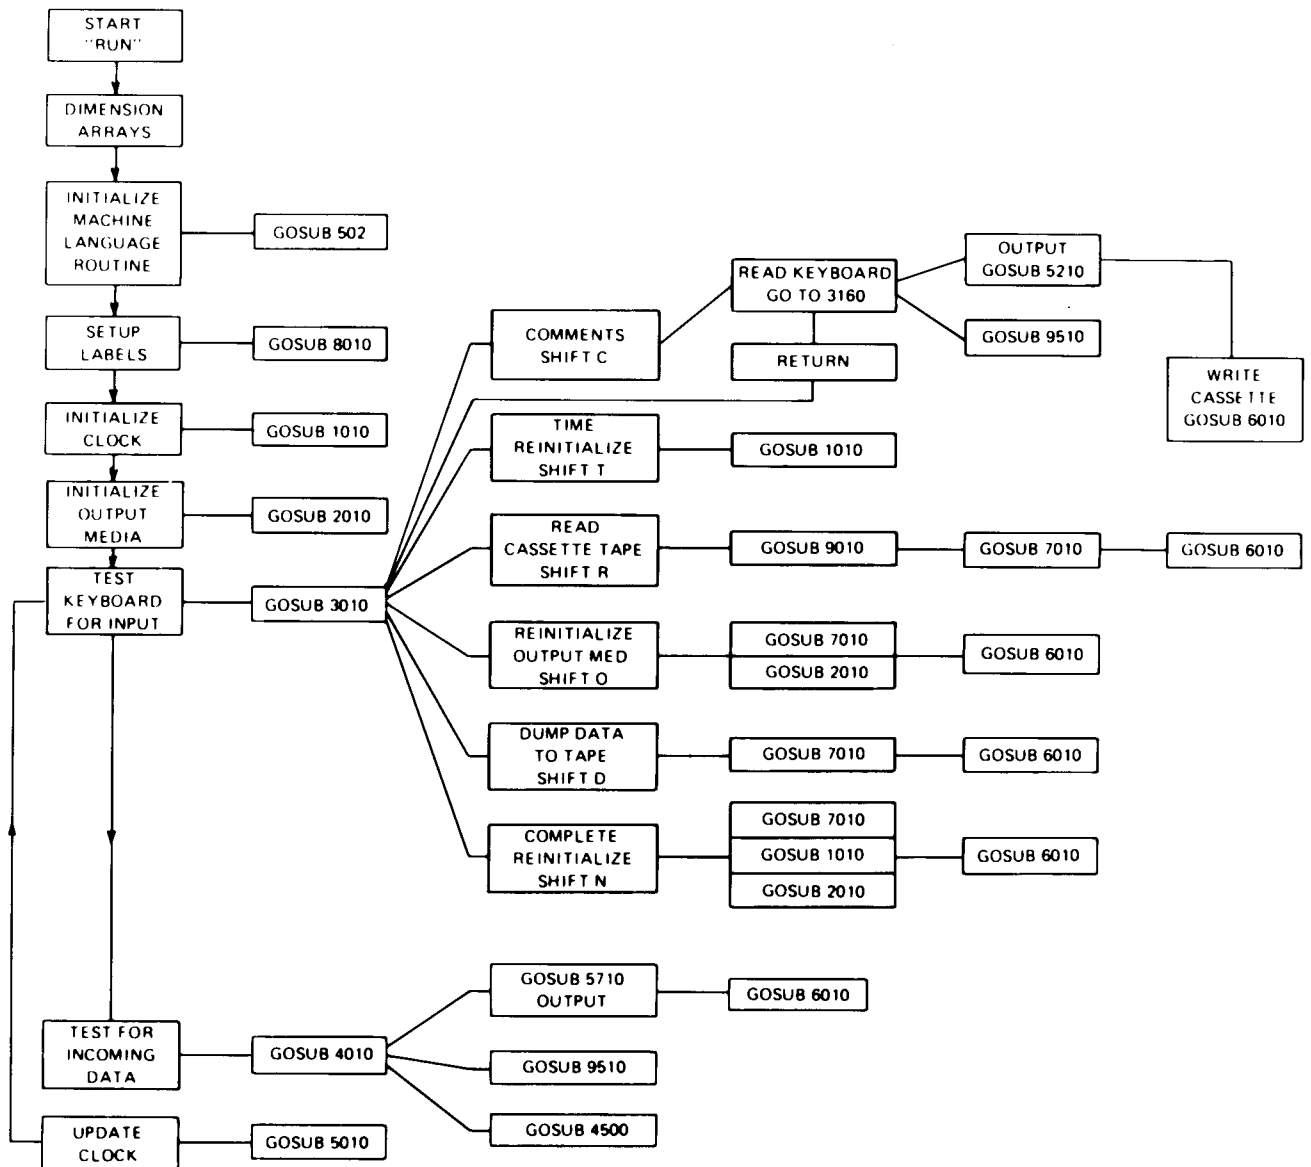 START
"RUN"
DIMENSION
ARRAYS
INITIALIZE
MACHINE
LANGUAGE
ROUTINE
GOSUB 502
SETUP
LABELS
GOSUB 8010
INITIALIZE
CLOCK
GOSUB 1010
INITIALIZE
OUTPUT
MEDIA
GOSUB 2010
TEST
KEYBOARD
FOR INPUT
GOSUB 3010
COMMENTS
SHIFT C
READ KEYBOARD
GO TO 3160
RETURN
OUTPUT
GOSUB 5210
GOSUB 9510
WRITE
CASSETTE
GOSUB 6010
TIME
REINITIALIZE
SHIFT T
GOSUB 1010
READ
CASSETTE TAPE
SHIFT R
GOSUB 9010
GOSUB 7010
GOSUB 6010
REINITIALIZE
OUTPUT MED
SHIFT O
GOSUB 7010
GOSUB 2010
GOSUB 6010
DUMP DATA
TO TAPE
SHIFT D
GOSUB 7010
GOSUB 6010
COMPLETE
REINITIALIZE
SHIFT N
GOSUB 7010
GOSUB 1010
GOSUB 2010
GOSUB 6010
TEST FOR
INCOMING
DATA
GOSUB 4010
GOSUB 5710
OUTPUT
GOSUB 6010
GOSUB 9510
GOSUB 4500
UPDATE
CLOCK
GOSUB 5010